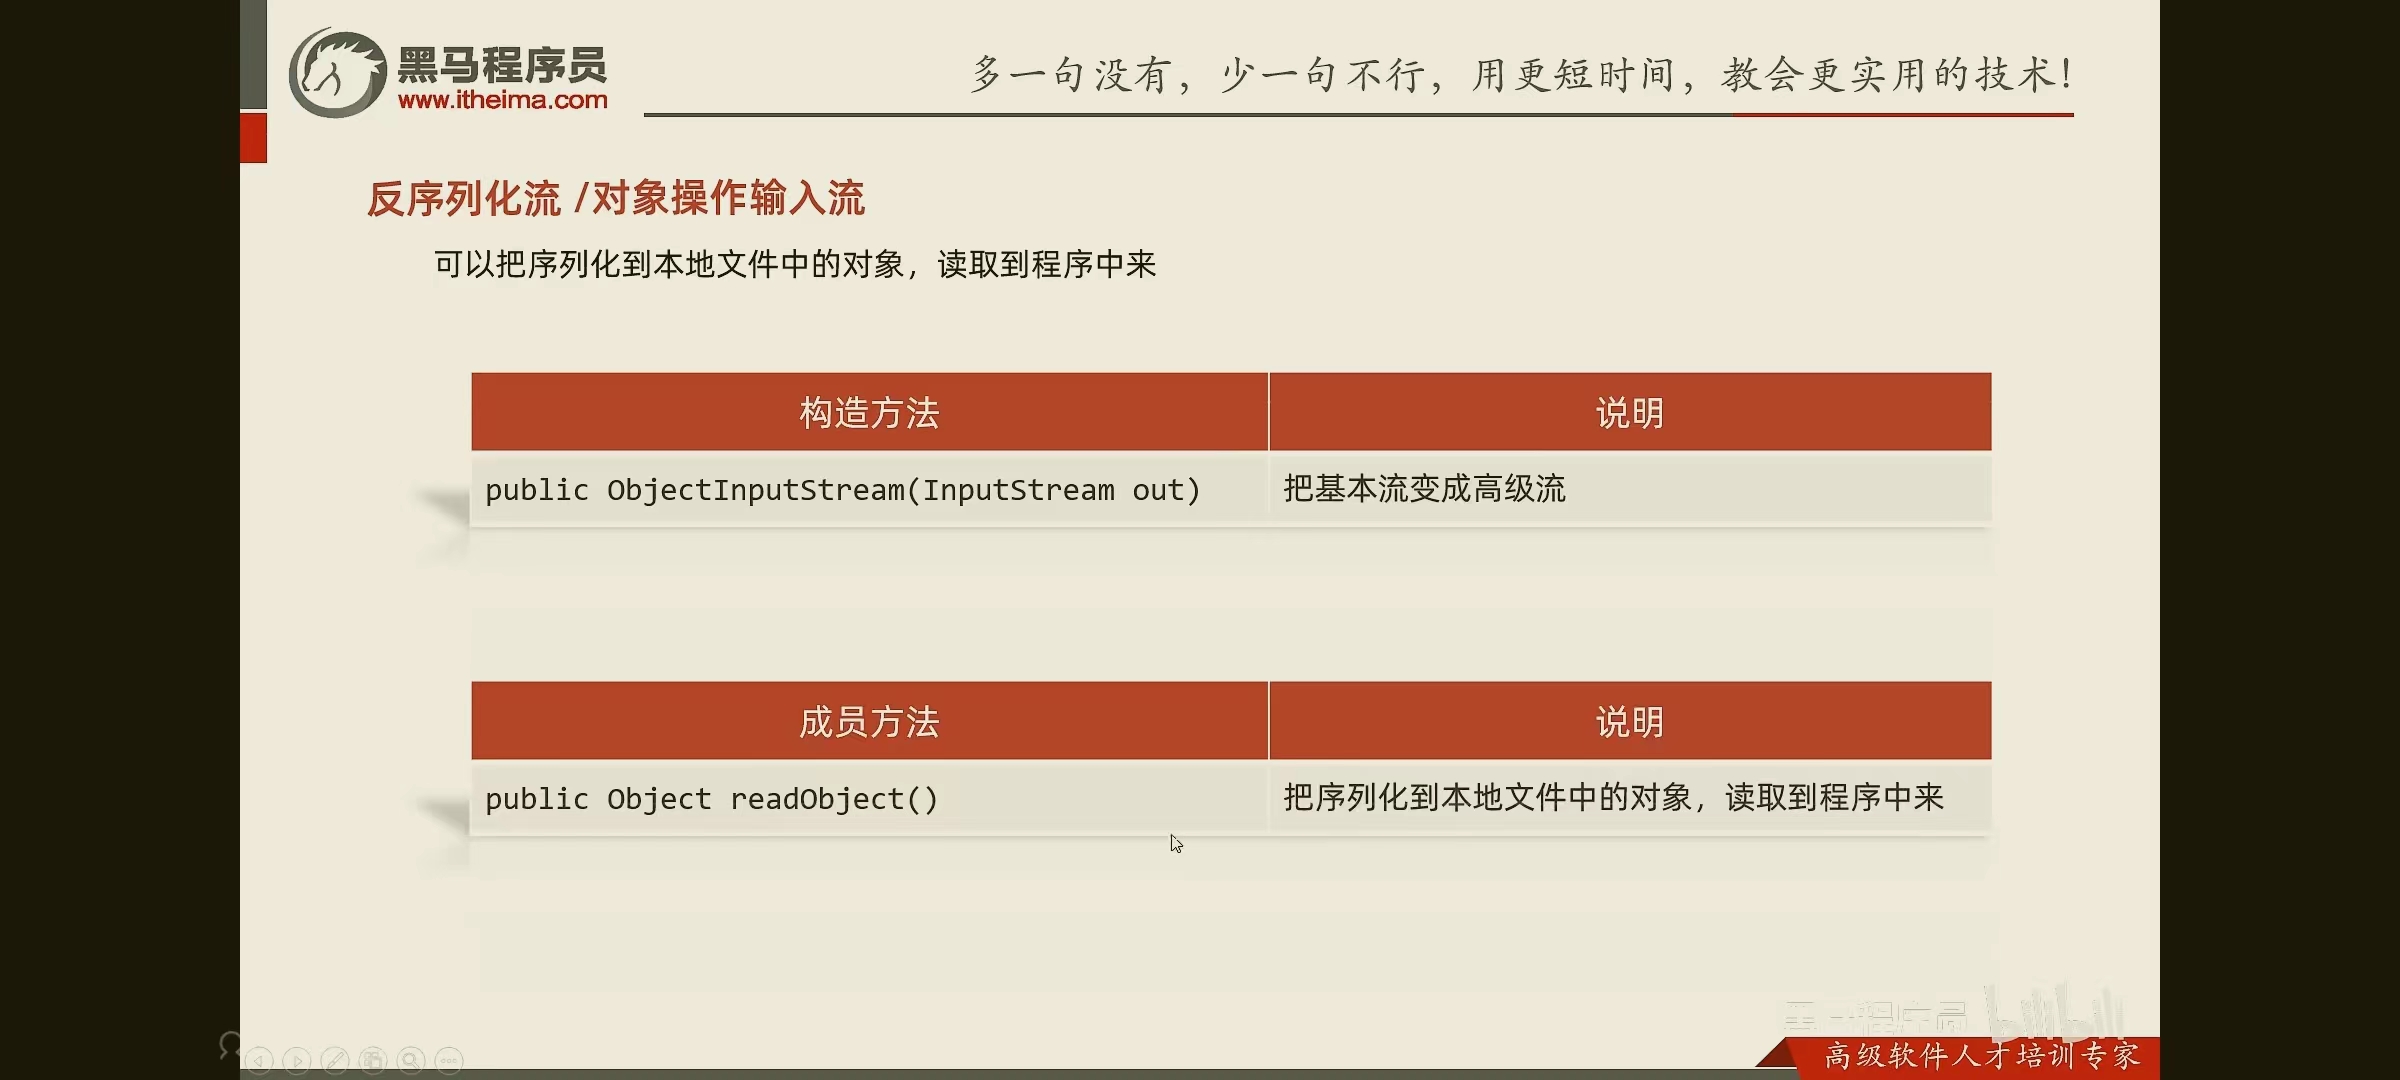 黑马程序员
www.itheima.com
多一句没有，少一句不行，用更短时间，教会更实用的技术！
反序列化流 /对象操作输入流
可以把序列化到本地文件中的对象，读取到程序中来
构造方法 说明
public ObjectInputStream(InputStream out) 把基本流变成高级流
成员方法 说明
public Object readObject() 把序列化到本地文件中的对象，读取到程序中来
黑马程序员 bilibili
高级软件人才培训专家